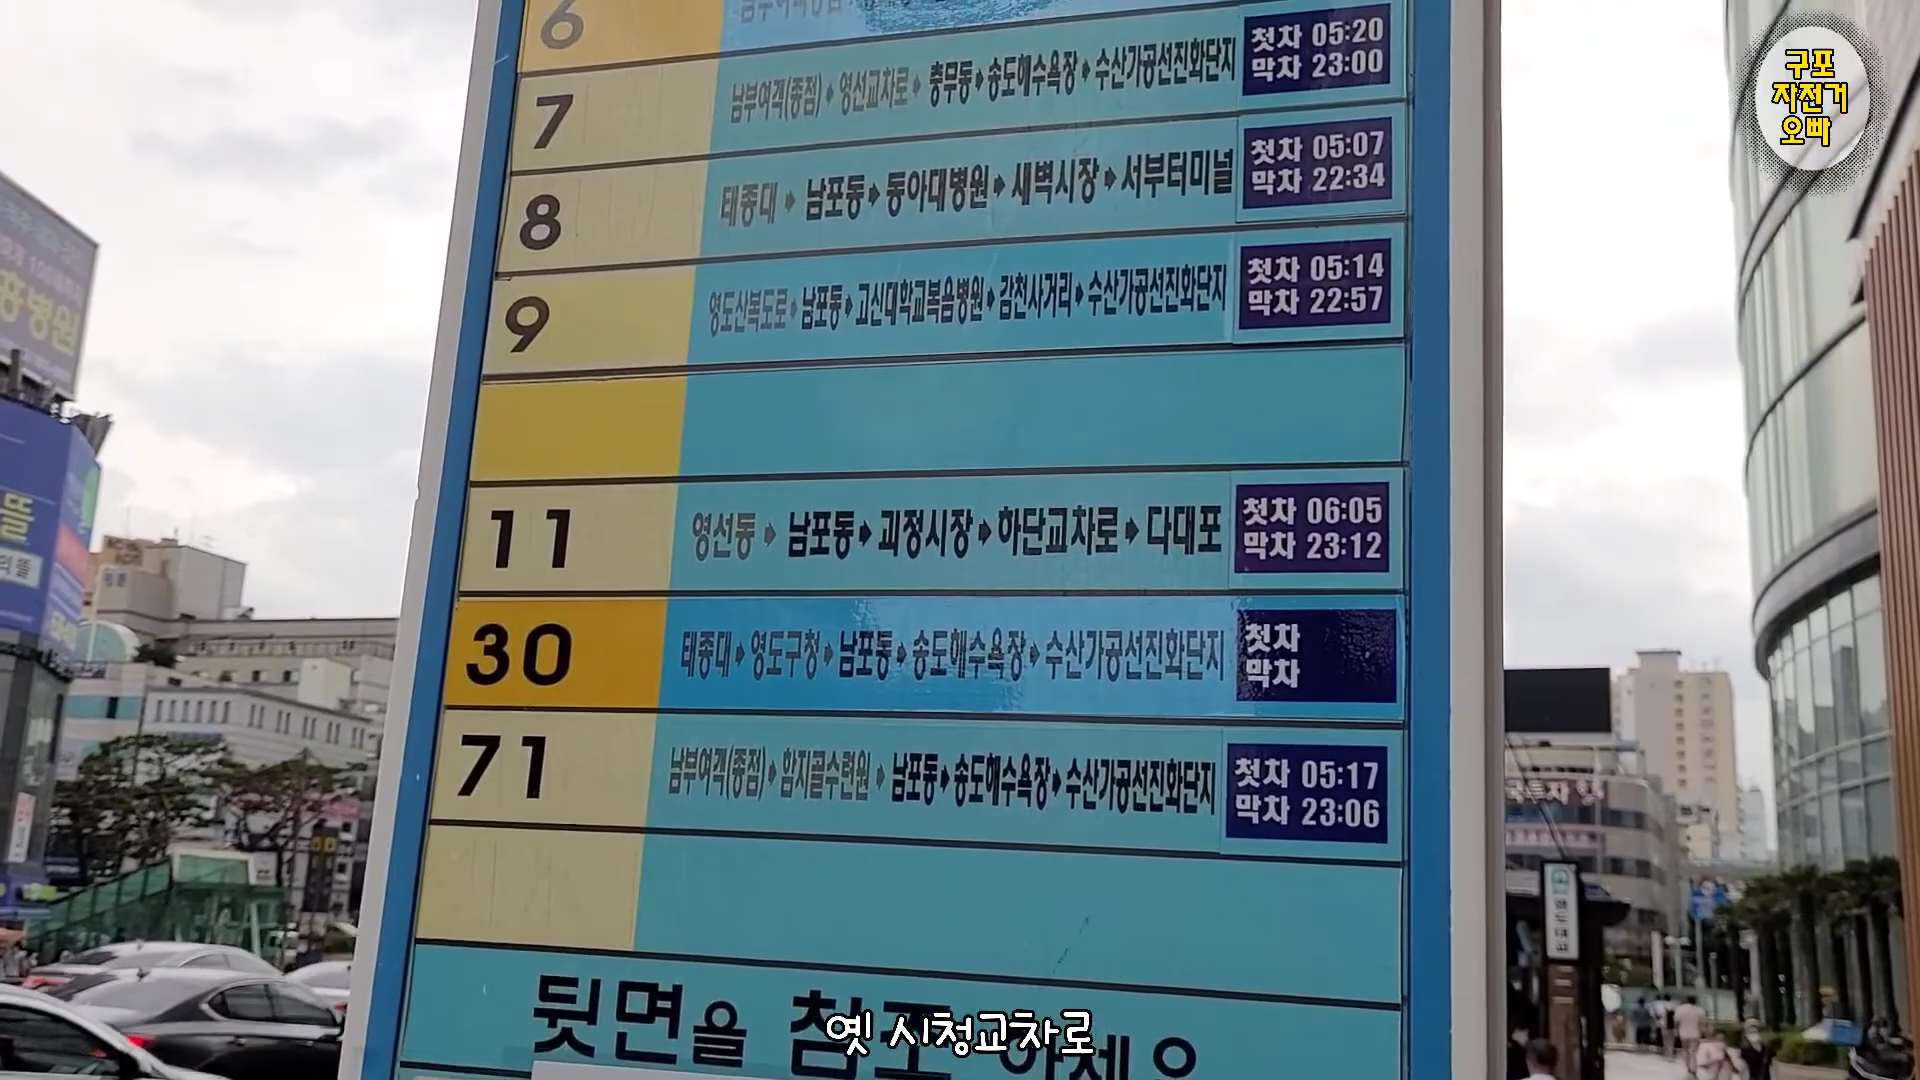 6
7
남부여객(종점)➧영선교차로➧충무동➧송도해수욕장➧수산가공선진화단지
첫차 05:20
막차 23:00
8
태종대➧남포동➧동아대병원➧새벽시장➧서부터미널
첫차 05:07
막차 22:34
9
영도산복도로➧남포동➧고신대학교복음병원➧감천사거리➧수산가공선진화단지
첫차 05:14
막차 22:57
11
영선동➧남포동➧괴정시장➧하단교차로➧다대포
첫차 06:05
막차 23:12
30
태종대➧영도구청➧남포동➧송도해수욕장➧수산가공선진화단지
첫차
막차
71
남부여객(종점)➧함지골수련원➧남포동➧송도해수욕장➧수산가공선진화단지
첫차 05:17
막차 23:06
뒷면을 참조 하세요
옛 시청교차로
구포
자전거
오빠
병원
뜰
의 뜰